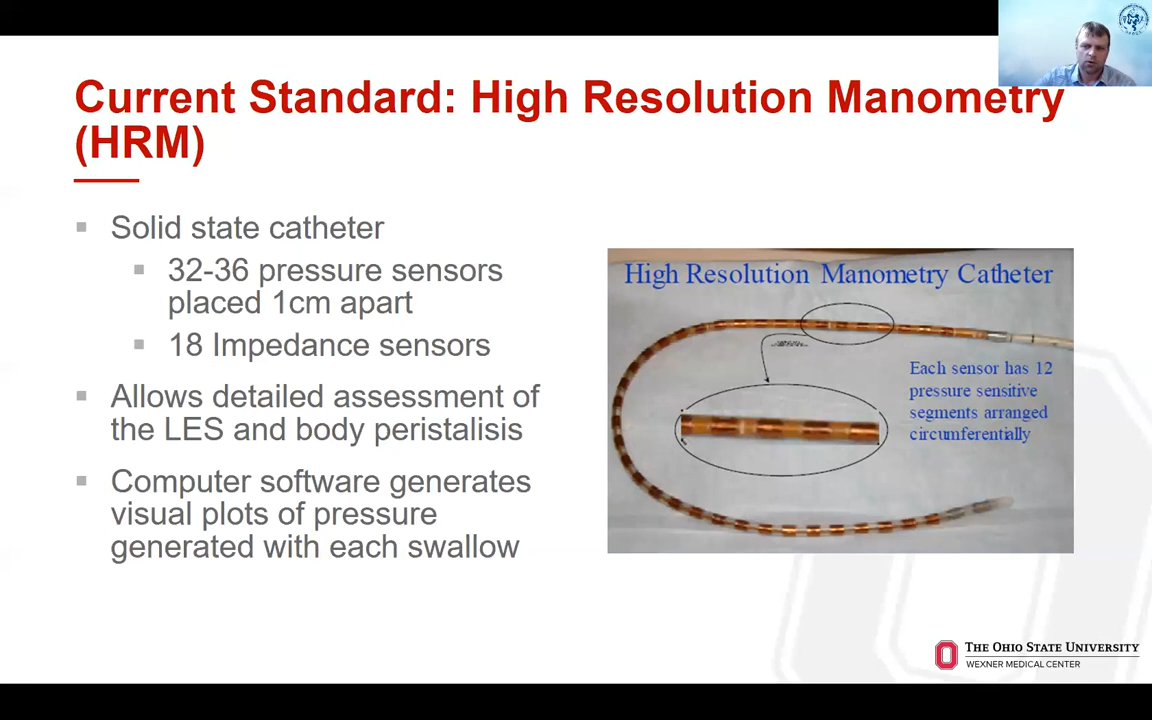 Current Standard: High Resolution Manometry
(HRM)
Solid state catheter
32-36 pressure sensors
placed 1cm apart
18 Impedance sensors
Allows detailed assessment of
the LES and body peristalisis
Computer software generates
visual plots of pressure
generated with each swallow
High Resolution Manometry Catheter
Each sensor has 12
pressure sensitive
segments arranged
circumferentially
THE OHIO STATE UNIVERSITY
WEXNER MEDICAL CENTER